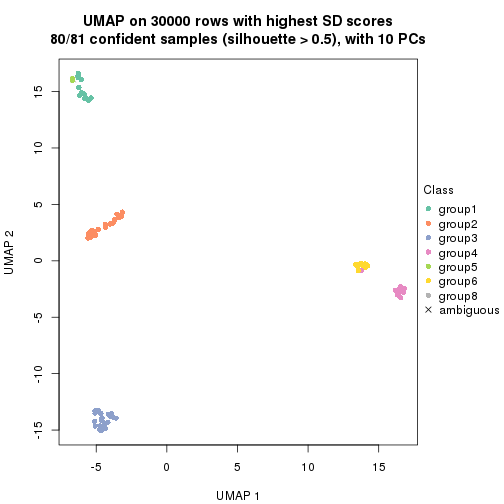 UMAP on 30000 rows with highest SD scores
80/81 confident samples (silhouette > 0.5), with 10 PCs
15
10
5
0
-5
-10
-15
UMAP 2
-5 0 5 10 15
UMAP 1
Class
group1
group2
group3
group4
group5
group6
group8
ambiguous